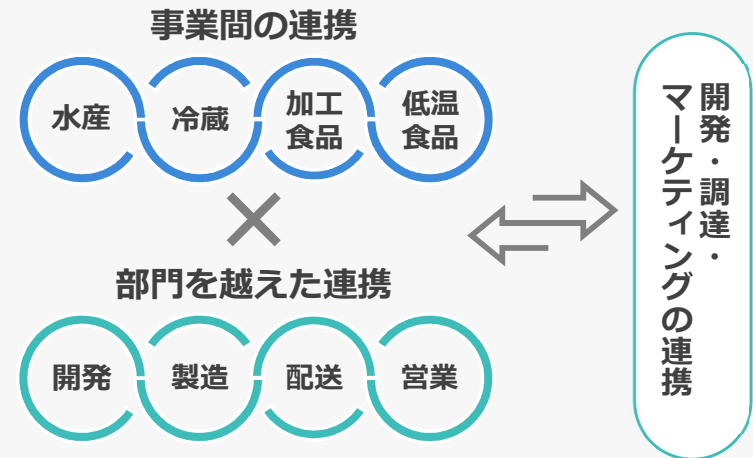 事業間の連携
水産
冷蔵
加工
食品
低温
食品
部門を越えた連携
開発
製造
配送
営業
開発・調達・
マーケティングの連携